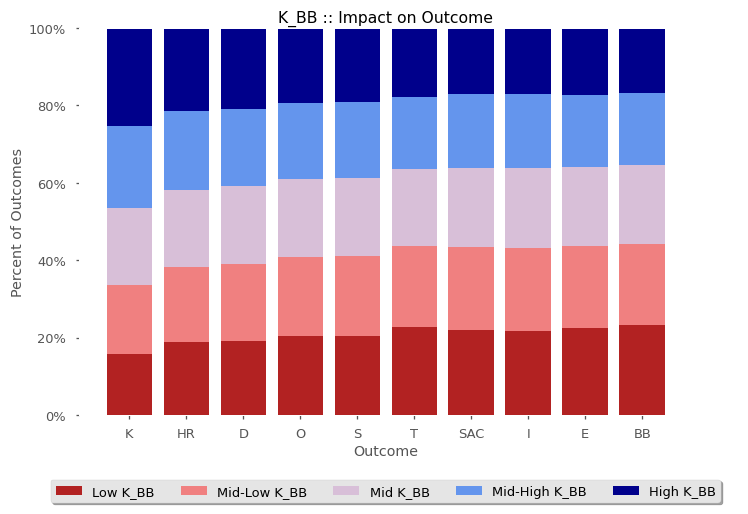 K_BB :: Impact on Outcome
100%
80%
60%
40%
20%
0%
Percent of Outcomes
K HR D O S T SAC I E BB
Outcome
Low K_BB Mid-Low K_BB Mid K_BB Mid-High K_BB High K_BB